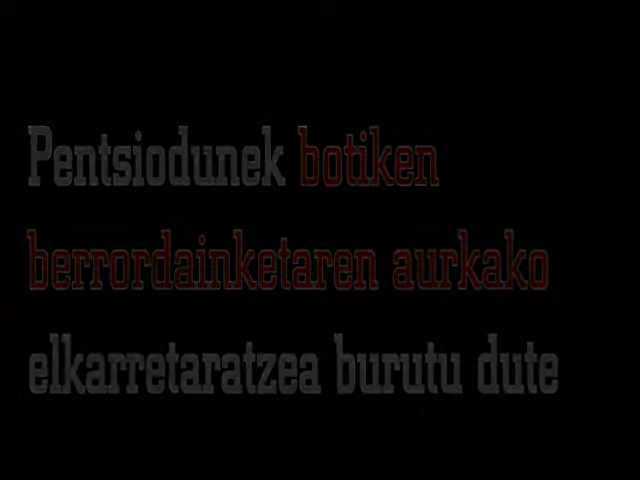 Pentsiodunek botiken
berrordainketaren aurkako
elkarretaratzea burutu dute